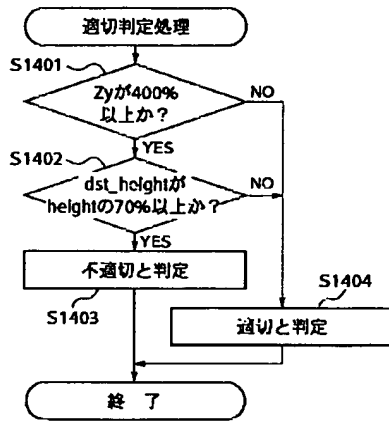 適切判定処理
S1401
Zyが400%
以上か？
NO
YES
S1402
dst_heightが
heightの70%以上か？
NO
YES
不適切と判定
S1403
S1404
適切と判定
終 了